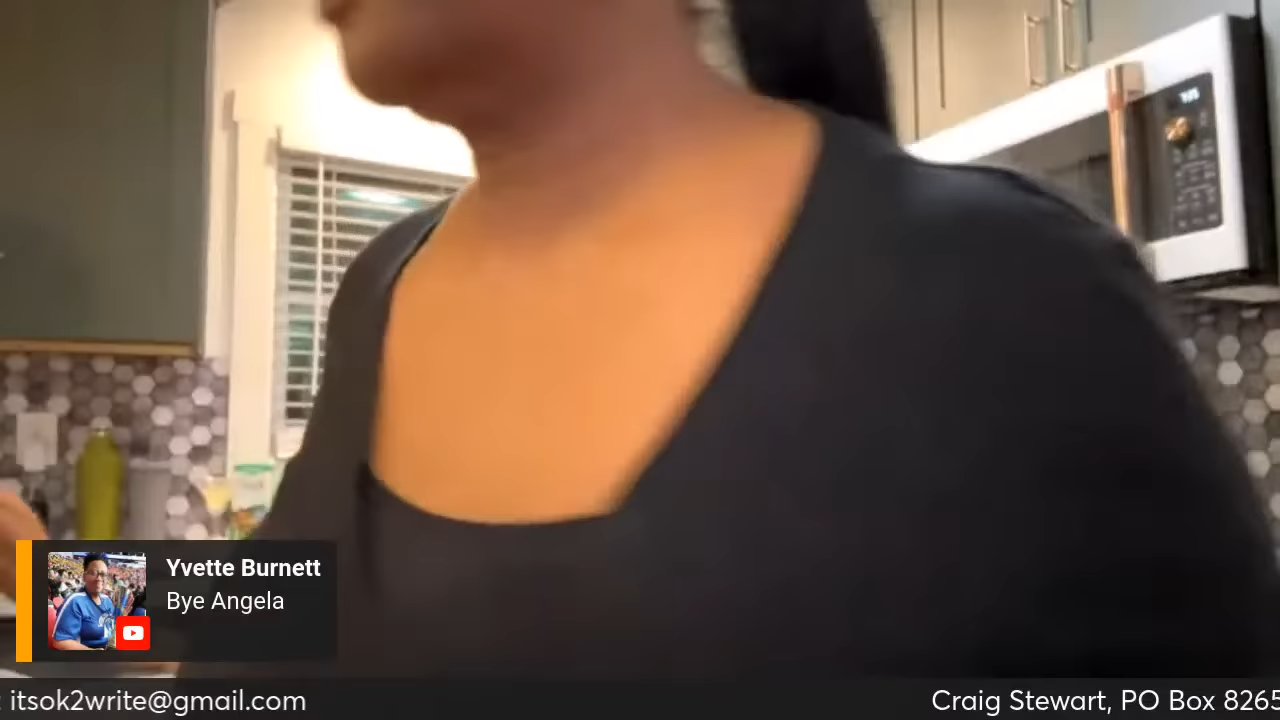 Yvette Burnett
Bye Angela
: itsok2write@gmail.com
Craig Stewart, PO Box 8265